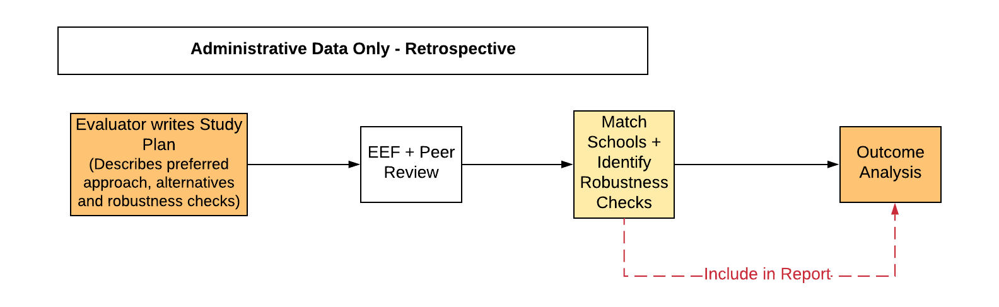 Administrative Data Only - Retrospective
Evaluator writes Study
Plan
(Describes preferred
approach, alternatives
and robustness checks)
EEF + Peer
Review
Match
Schools +
Identify
Robustness
Checks
Outcome
Analysis
Include in Report